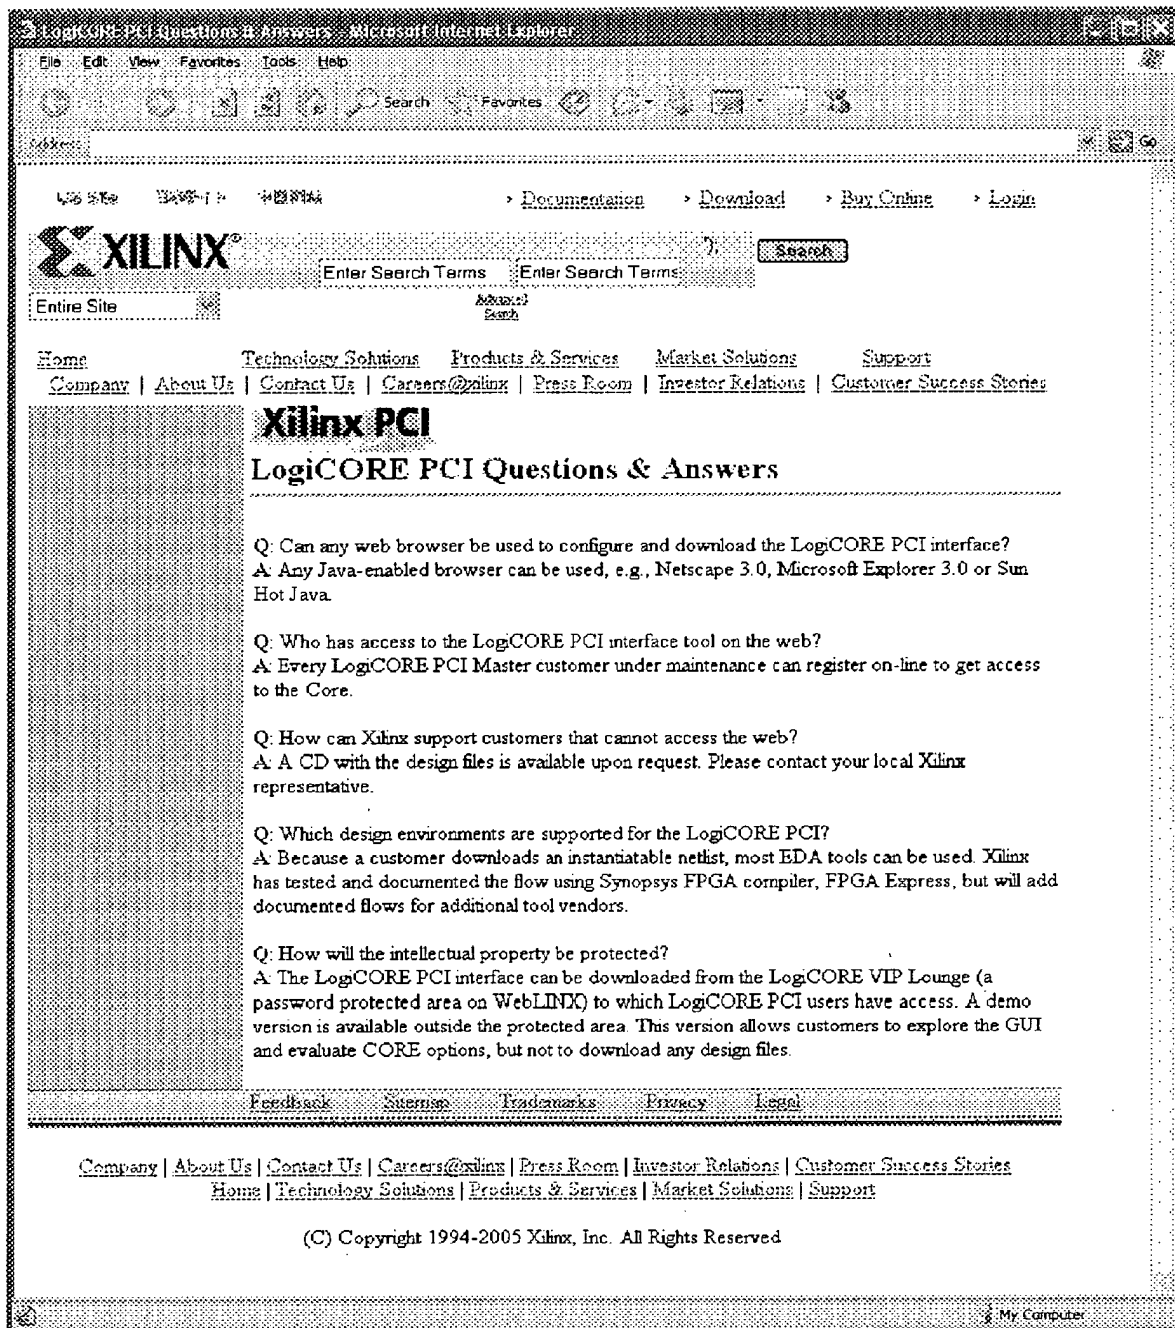 LogiCORE PCI Questions & Answers - Microsoft Internet Explorer
File Edit View Favorites Tools Help
Search Favorites
Address Go
> Documentation > Download > Buy Online > Login
XILINX® Search
Enter Search Terms Enter Search Terms
Entire Site Advanced
Search
Home Technology Solutions Products & Services Market Solutions Support
Company | About Us | Contact Us | Careers@xilinx | Press Room | Investor Relations | Customer Success Stories
Xilinx PCI
LogiCORE PCI Questions & Answers
Q: Can any web browser be used to configure and download the LogiCORE PCI interface?
A: Any Java-enabled browser can be used, e.g., Netscape 3.0, Microsoft Explorer 3.0 or Sun
Hot Java.
Q: Who has access to the LogiCORE PCI interface tool on the web?
A: Every LogiCORE PCI Master customer under maintenance can register on-line to get access
to the Core.
Q: How can Xilinx support customers that cannot access the web?
A: A CD with the design files is available upon request. Please contact your local Xilinx
representative.
Q: Which design environments are supported for the LogiCORE PCI?
A: Because a customer downloads an instantiatable netlist, most EDA tools can be used. Xilinx
has tested and documented the flow using Synopsys FPGA compiler, FPGA Express, but will add
documented flows for additional tool vendors.
Q: How will the intellectual property be protected?
A: The LogiCORE PCI interface can be downloaded from the LogiCORE VIP Lounge (a
password protected area on WebLINX) to which LogiCORE PCI users have access. A demo
version is available outside the protected area. This version allows customers to explore the GUI
and evaluate CORE options, but not to download any design files.
Feedback Sitemap Trademarks Privacy Legal
Company | About Us | Contact Us | Careers@xilinx | Press Room | Investor Relations | Customer Success Stories
Home | Technology Solutions | Products & Services | Market Solutions | Support
(C) Copyright 1994-2005 Xilinx, Inc. All Rights Reserved
My Computer